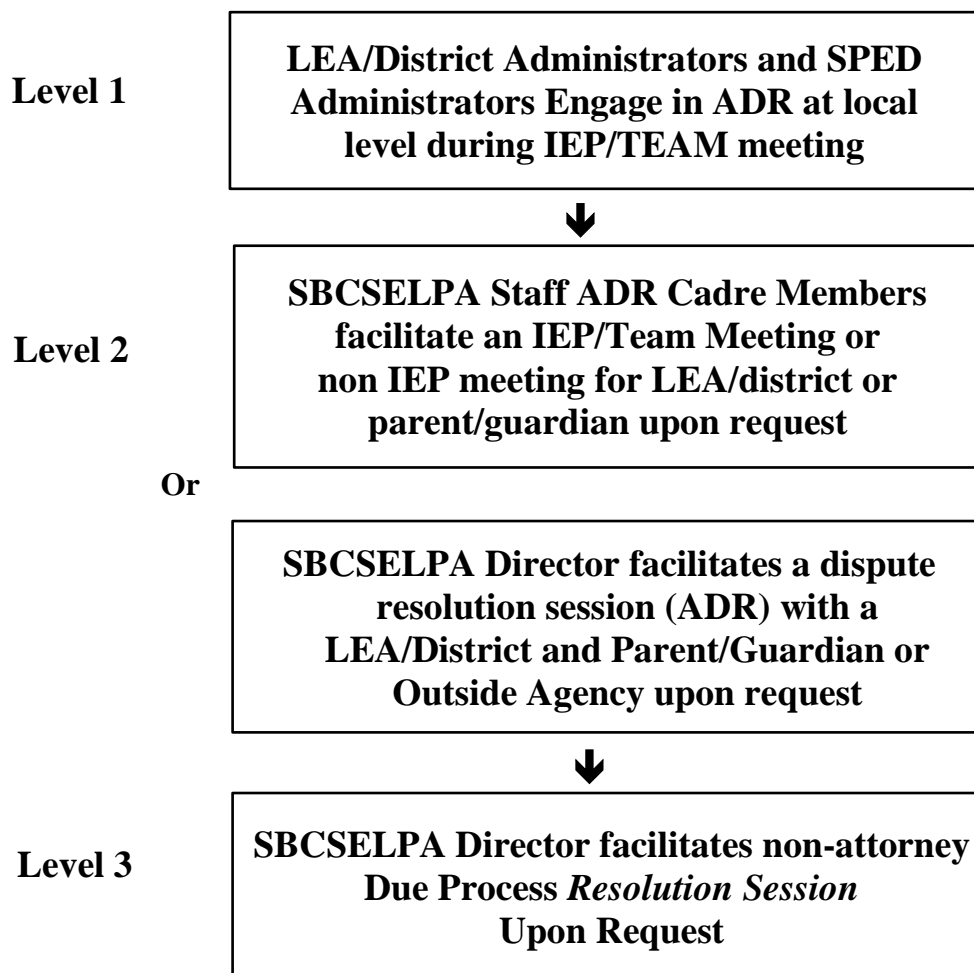 LEA/District Administrators and SPED
Level 1
Administrators Engage in ADR at local
level during IEP/TEAM meeting
SBCSELPA Staff ADR Cadre Members
facilitate an IEP/Team Meeting or
Level 2
non IEP meeting for LEA/district or
parent/guardian upon request
Or
SBCSELPA Director facilitates a dispute
resolution session (ADR) with a
LEA/District and Parent/Guardian or
Outside Agency upon request
SBCSELPA Director facilitates non-attorney
Level 3
Due Process Resolution Session
Upon Request